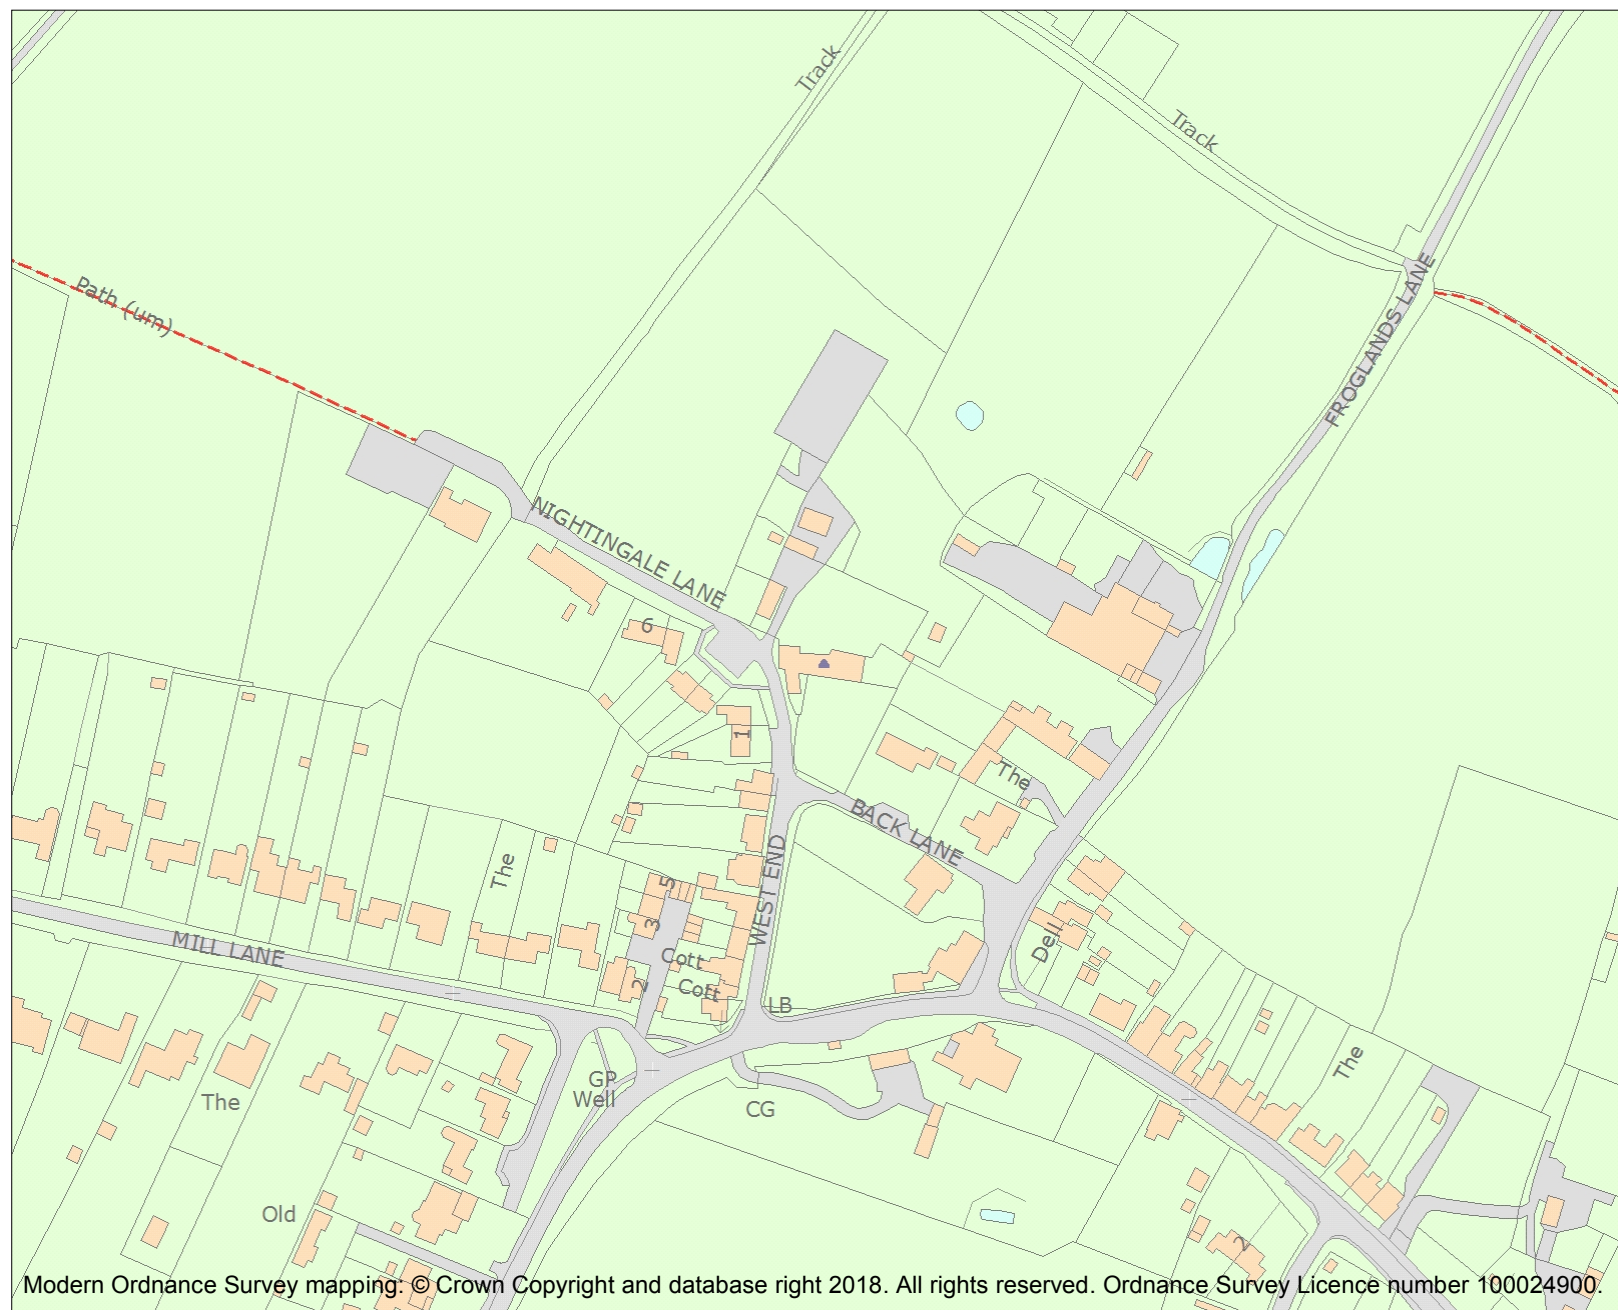 Track
Track
Path (um)
FROGLANDS LANE
NIGHTINGALE LANE
6
1
The
BACK LANE
The
5
WEST END
3
Dell
MILL LANE
Cott
2
Cott
LB
The
GP
Well
The
CG
Old
2
Modern Ordnance Survey mapping: © Crown Copyright and database right 2018. All rights reserved. Ordnance Survey Licence number 100024900.